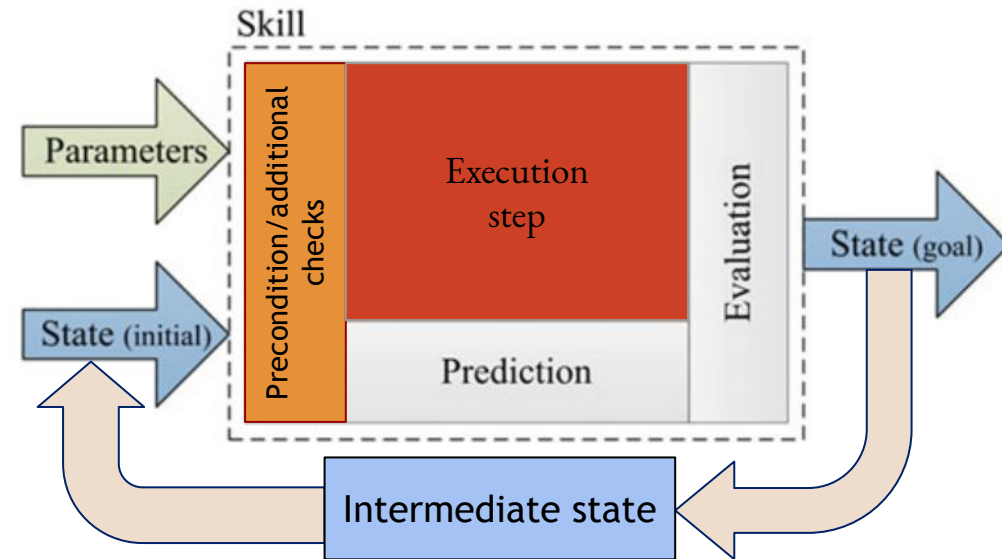 Skill
Parameters
State (initial)
Precondition/additional
checks
Execution
step
Prediction
Evaluation
State (goal)
Intermediate state